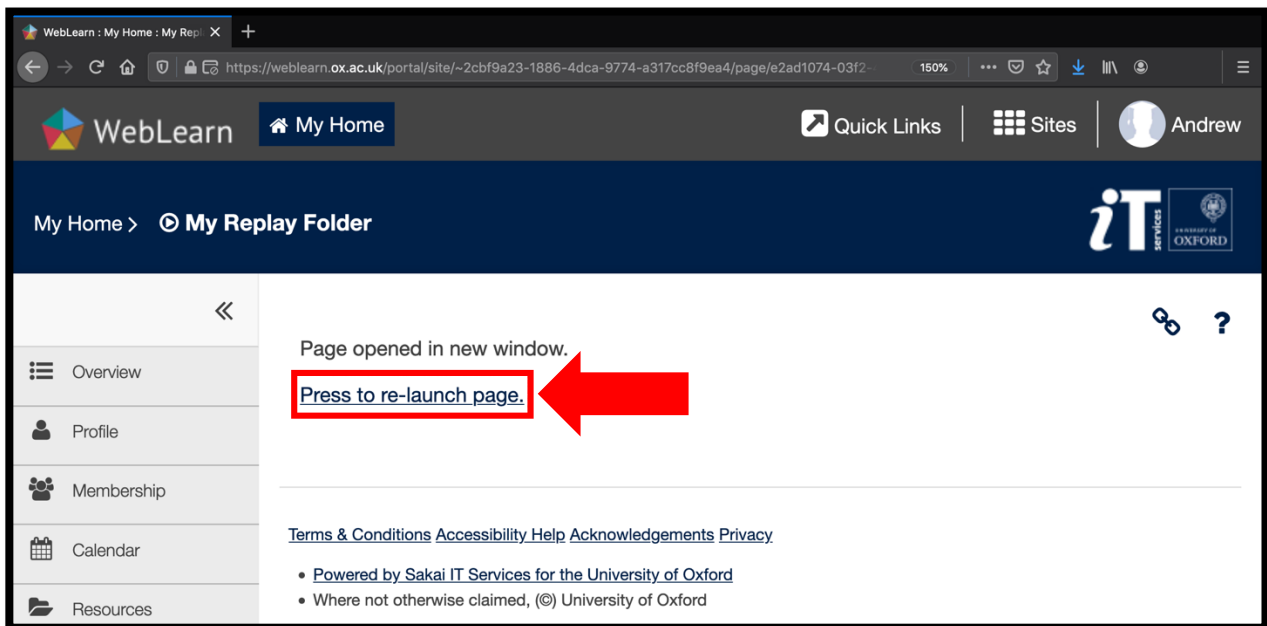 WebLearn : My Home : My Repl
https://weblearn.ox.ac.uk/portal/site/~2cbf9a23-1886-4dca-9774-a317cc8f9ea4/page/e2ad1074-03f2-
150%
WebLearn
My Home
Quick Links
Sites
Andrew
My Home > My Replay Folder
iT services
UNIVERSITY OF
OXFORD
Page opened in new window.
Press to re-launch page.
Overview
Profile
Membership
Calendar
Resources
Terms & Conditions Accessibility Help Acknowledgements Privacy
• Powered by Sakai IT Services for the University of Oxford
• Where not otherwise claimed, (©) University of Oxford